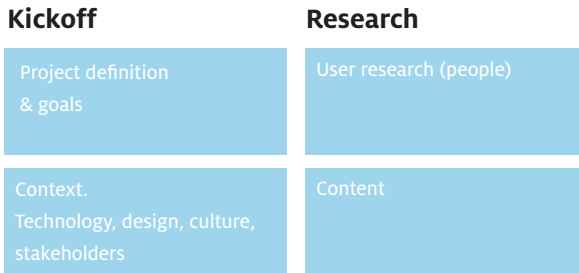 Kickoff
Project definition
& goals
Context.
Technology, design, culture,
stakeholders
Research
User research (people)
Content